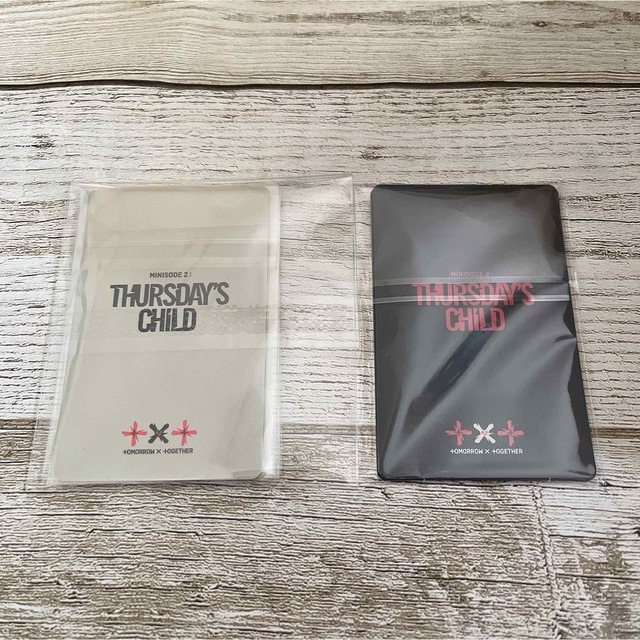 MINISODE 2 :
THURSDAY'S
CHILD
+x+
tOMORROW X tOGETHER
MINISODE 2 :
THURSDAY'S
CHILD
+x+
tOMORROW X tOGETHER